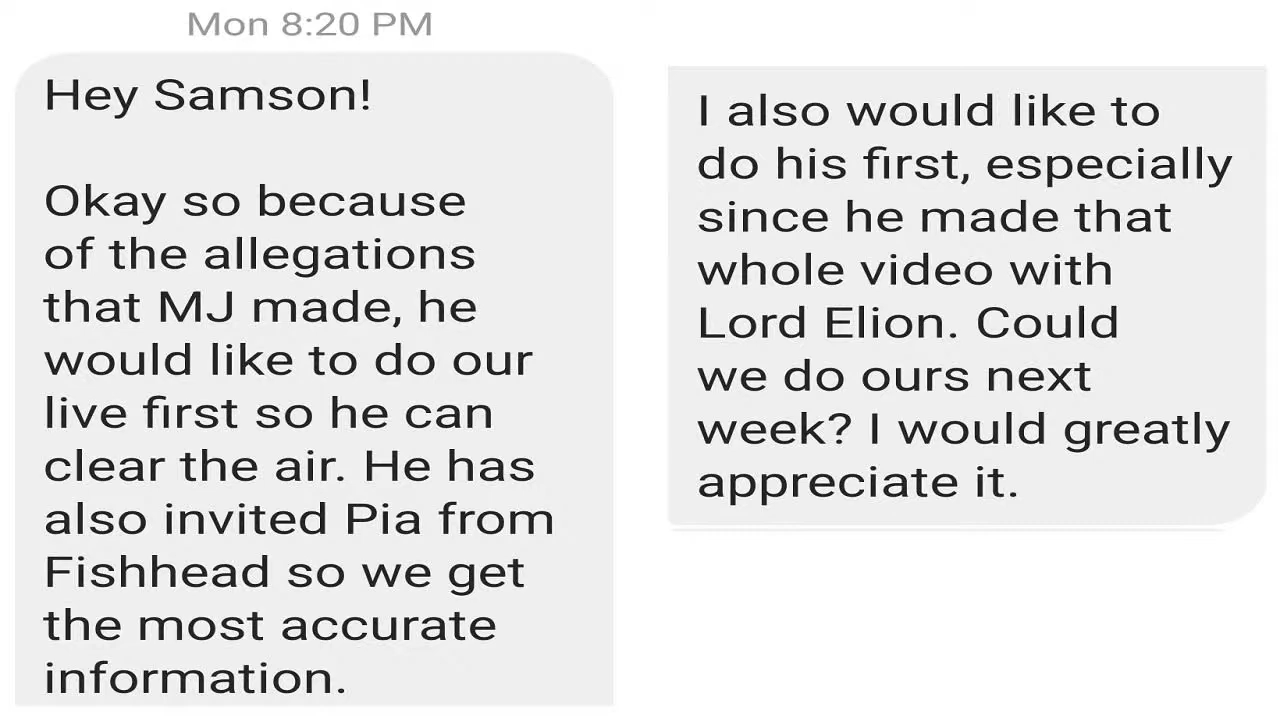 Mon 8:20 PM
Hey Samson!
Okay so because
of the allegations
that MJ made, he
would like to do our
live first so he can
clear the air. He has
also invited Pia from
Fishhead so we get
the most accurate
information.
I also would like to
do his first, especially
since he made that
whole video with
Lord Elion. Could
we do ours next
week? I would greatly
appreciate it.